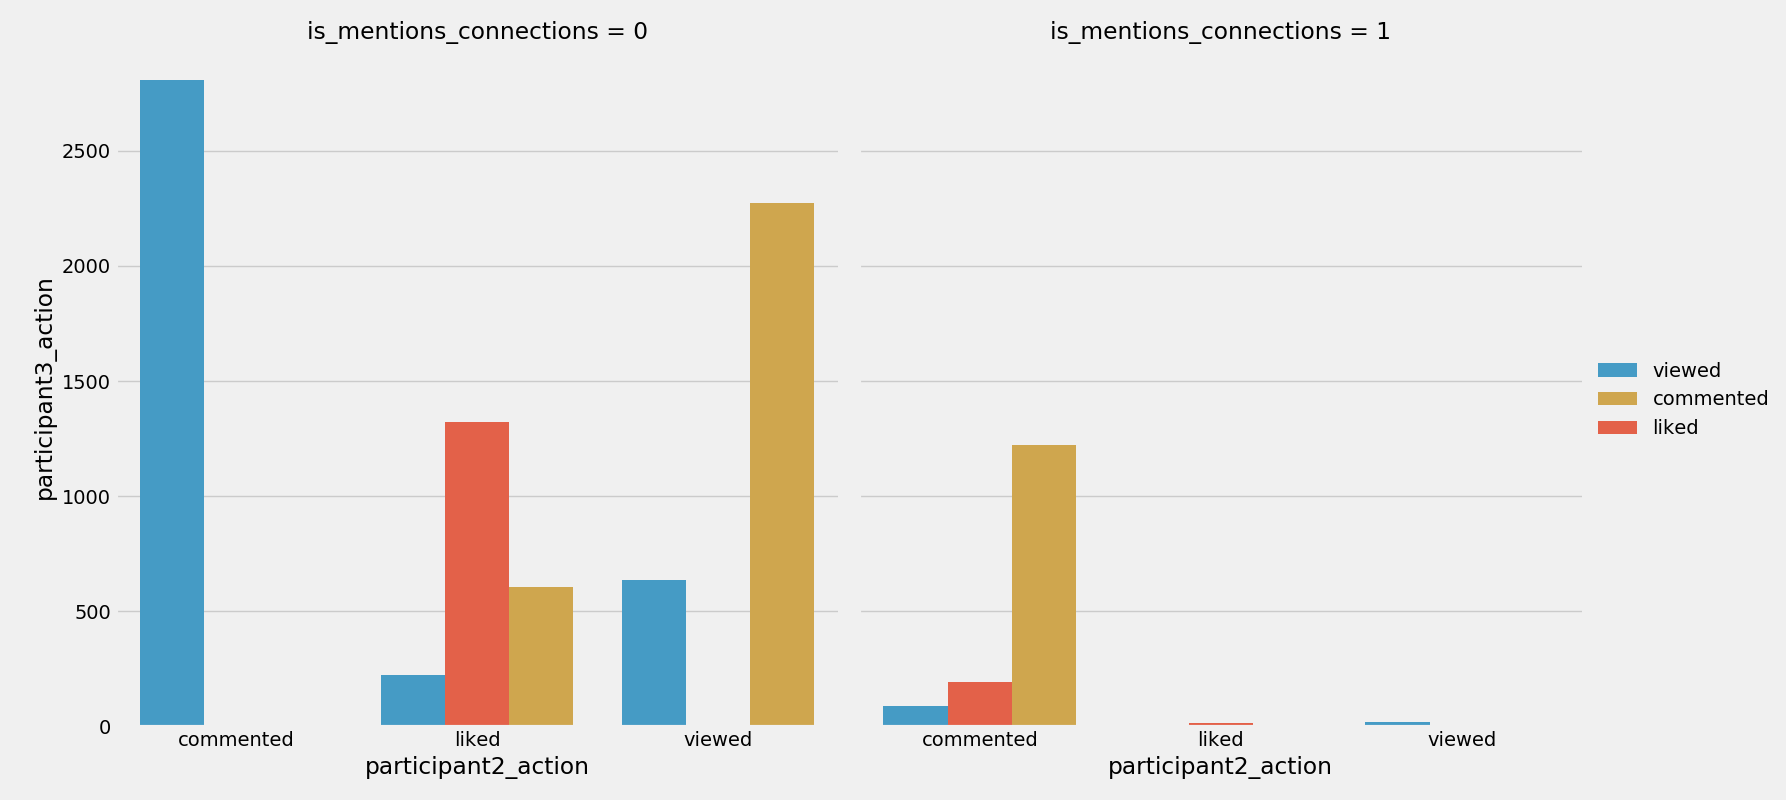 is_mentions_connections = 0
is_mentions_connections = 1
participant3_action
2500
2000
1500
1000
500
0
commented liked viewed
commented liked viewed
participant2_action
participant2_action
viewed
commented
liked